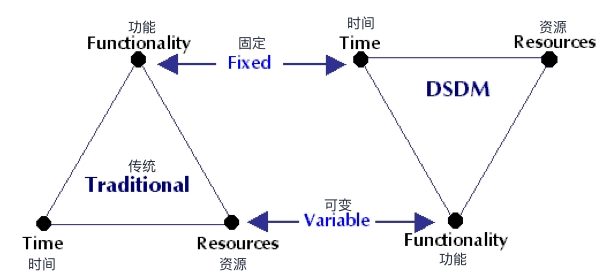 功能
Functionality
固定
Fixed
时间
Time
资源
Resources
DSDM
传统
Traditional
可变
Variable
Time
时间
Resources
资源
Functionality
功能